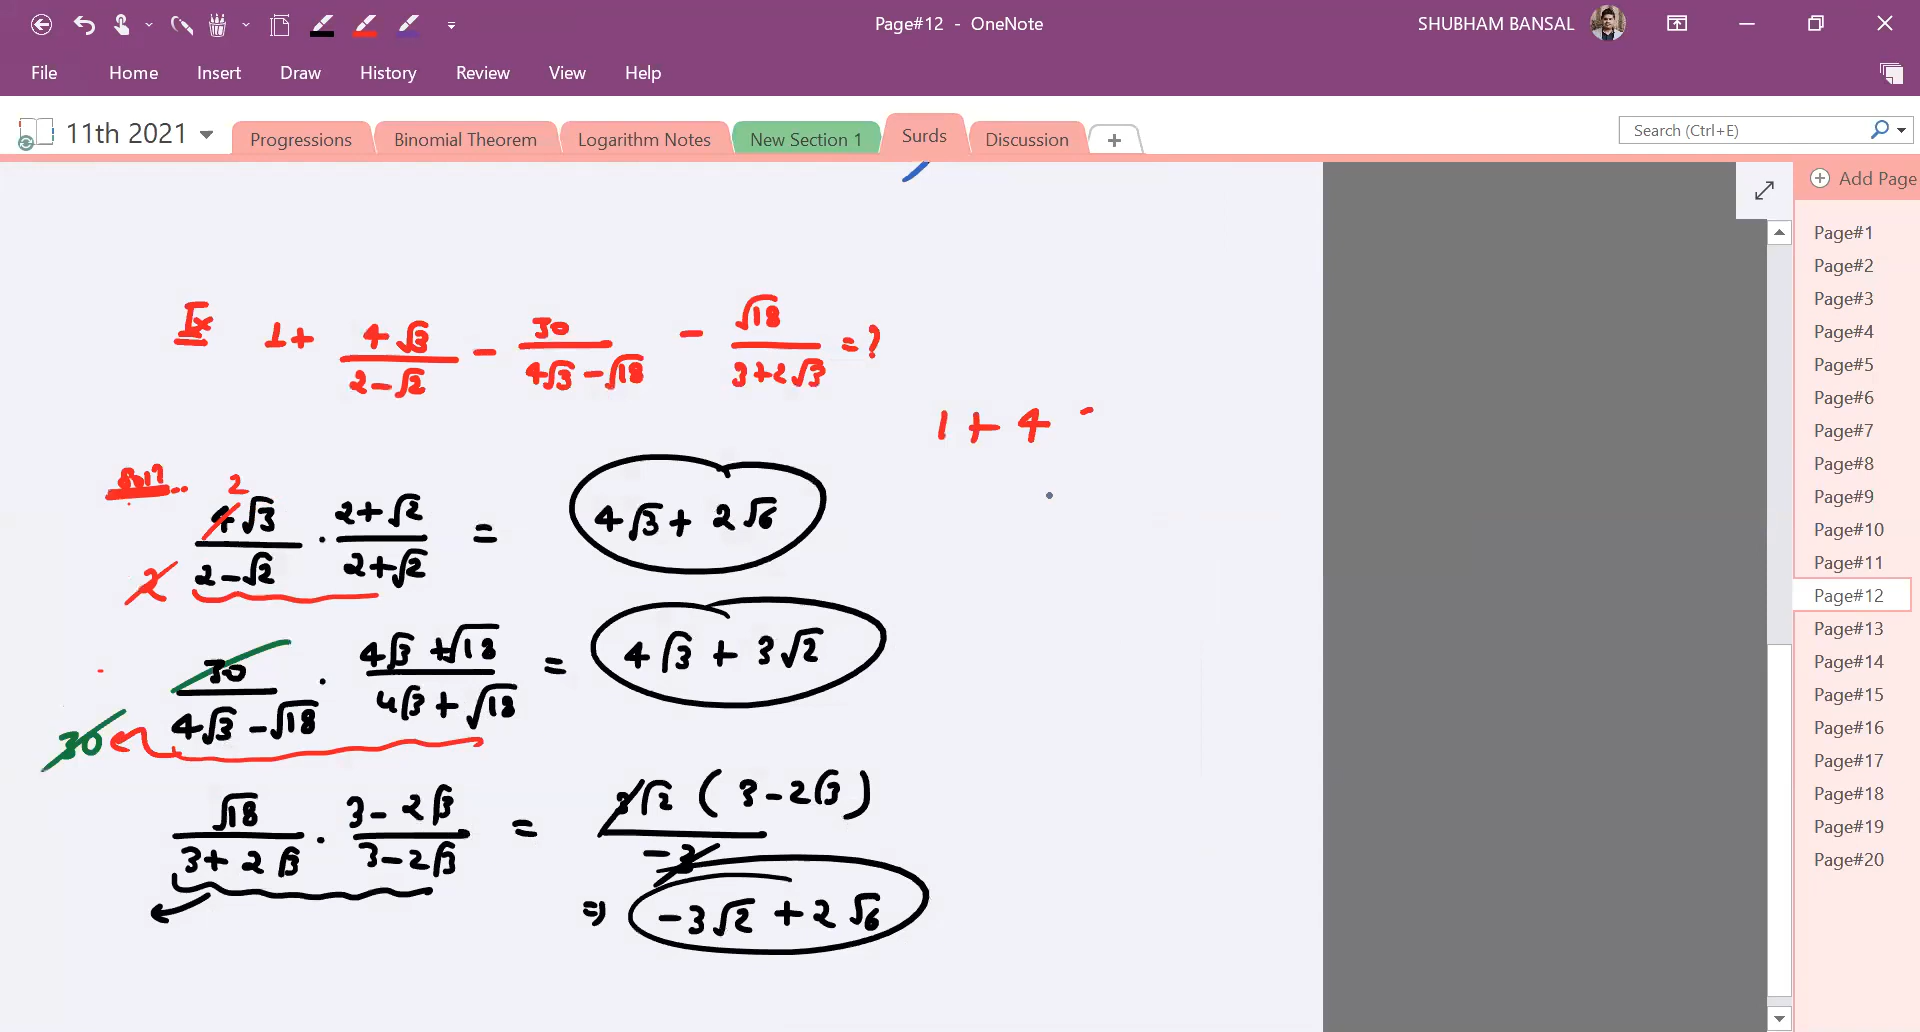 Page#12 - OneNote
SHUBHAM BANSAL
File Home Insert Draw History Review View Help
11th 2021
Progressions Binomial Theorem Logarithm Notes New Section 1 Surds Discussion +
Search (Ctrl+E)
Add Page
Page#1
Page#2
Page#3
Page#4
Page#5
Page#6
Page#7
Page#8
Page#9
Page#10
Page#11
Page#12
Page#13
Page#14
Page#15
Page#16
Page#17
Page#18
Page#19
Page#20
Ex 1 + 4√3/(2-√2) - 30/(4√3-√18) - √18/(3+2√3) = ?
1 + 4 -
Sol?
2
4√3/(2-√2) · (2+√2)/(2+√2) = 4√3 + 2√6
2
30/(4√3-√18) · (4√3+√18)/(4√3+√18) = 4√3 + 3√2
30
√18/(3+2√3) · (3-2√3)/(3-2√3) = 3√2 (3-2√3)/-3
⇒ -3√2 + 2√6